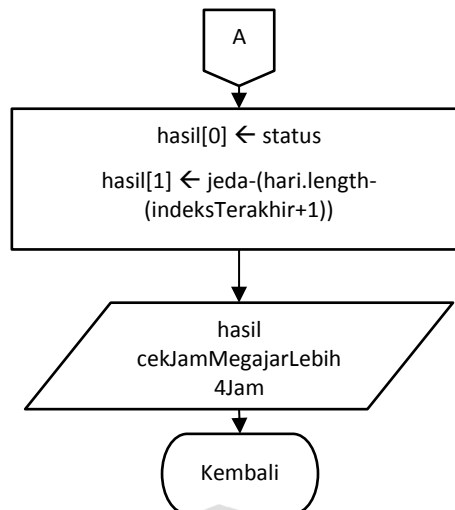 A
hasil[0] ← status
hasil[1] ← jeda-(hari.length-
(indeksTerakhir+1))
hasil
cekJamMegajarLebih
4Jam
Kembali